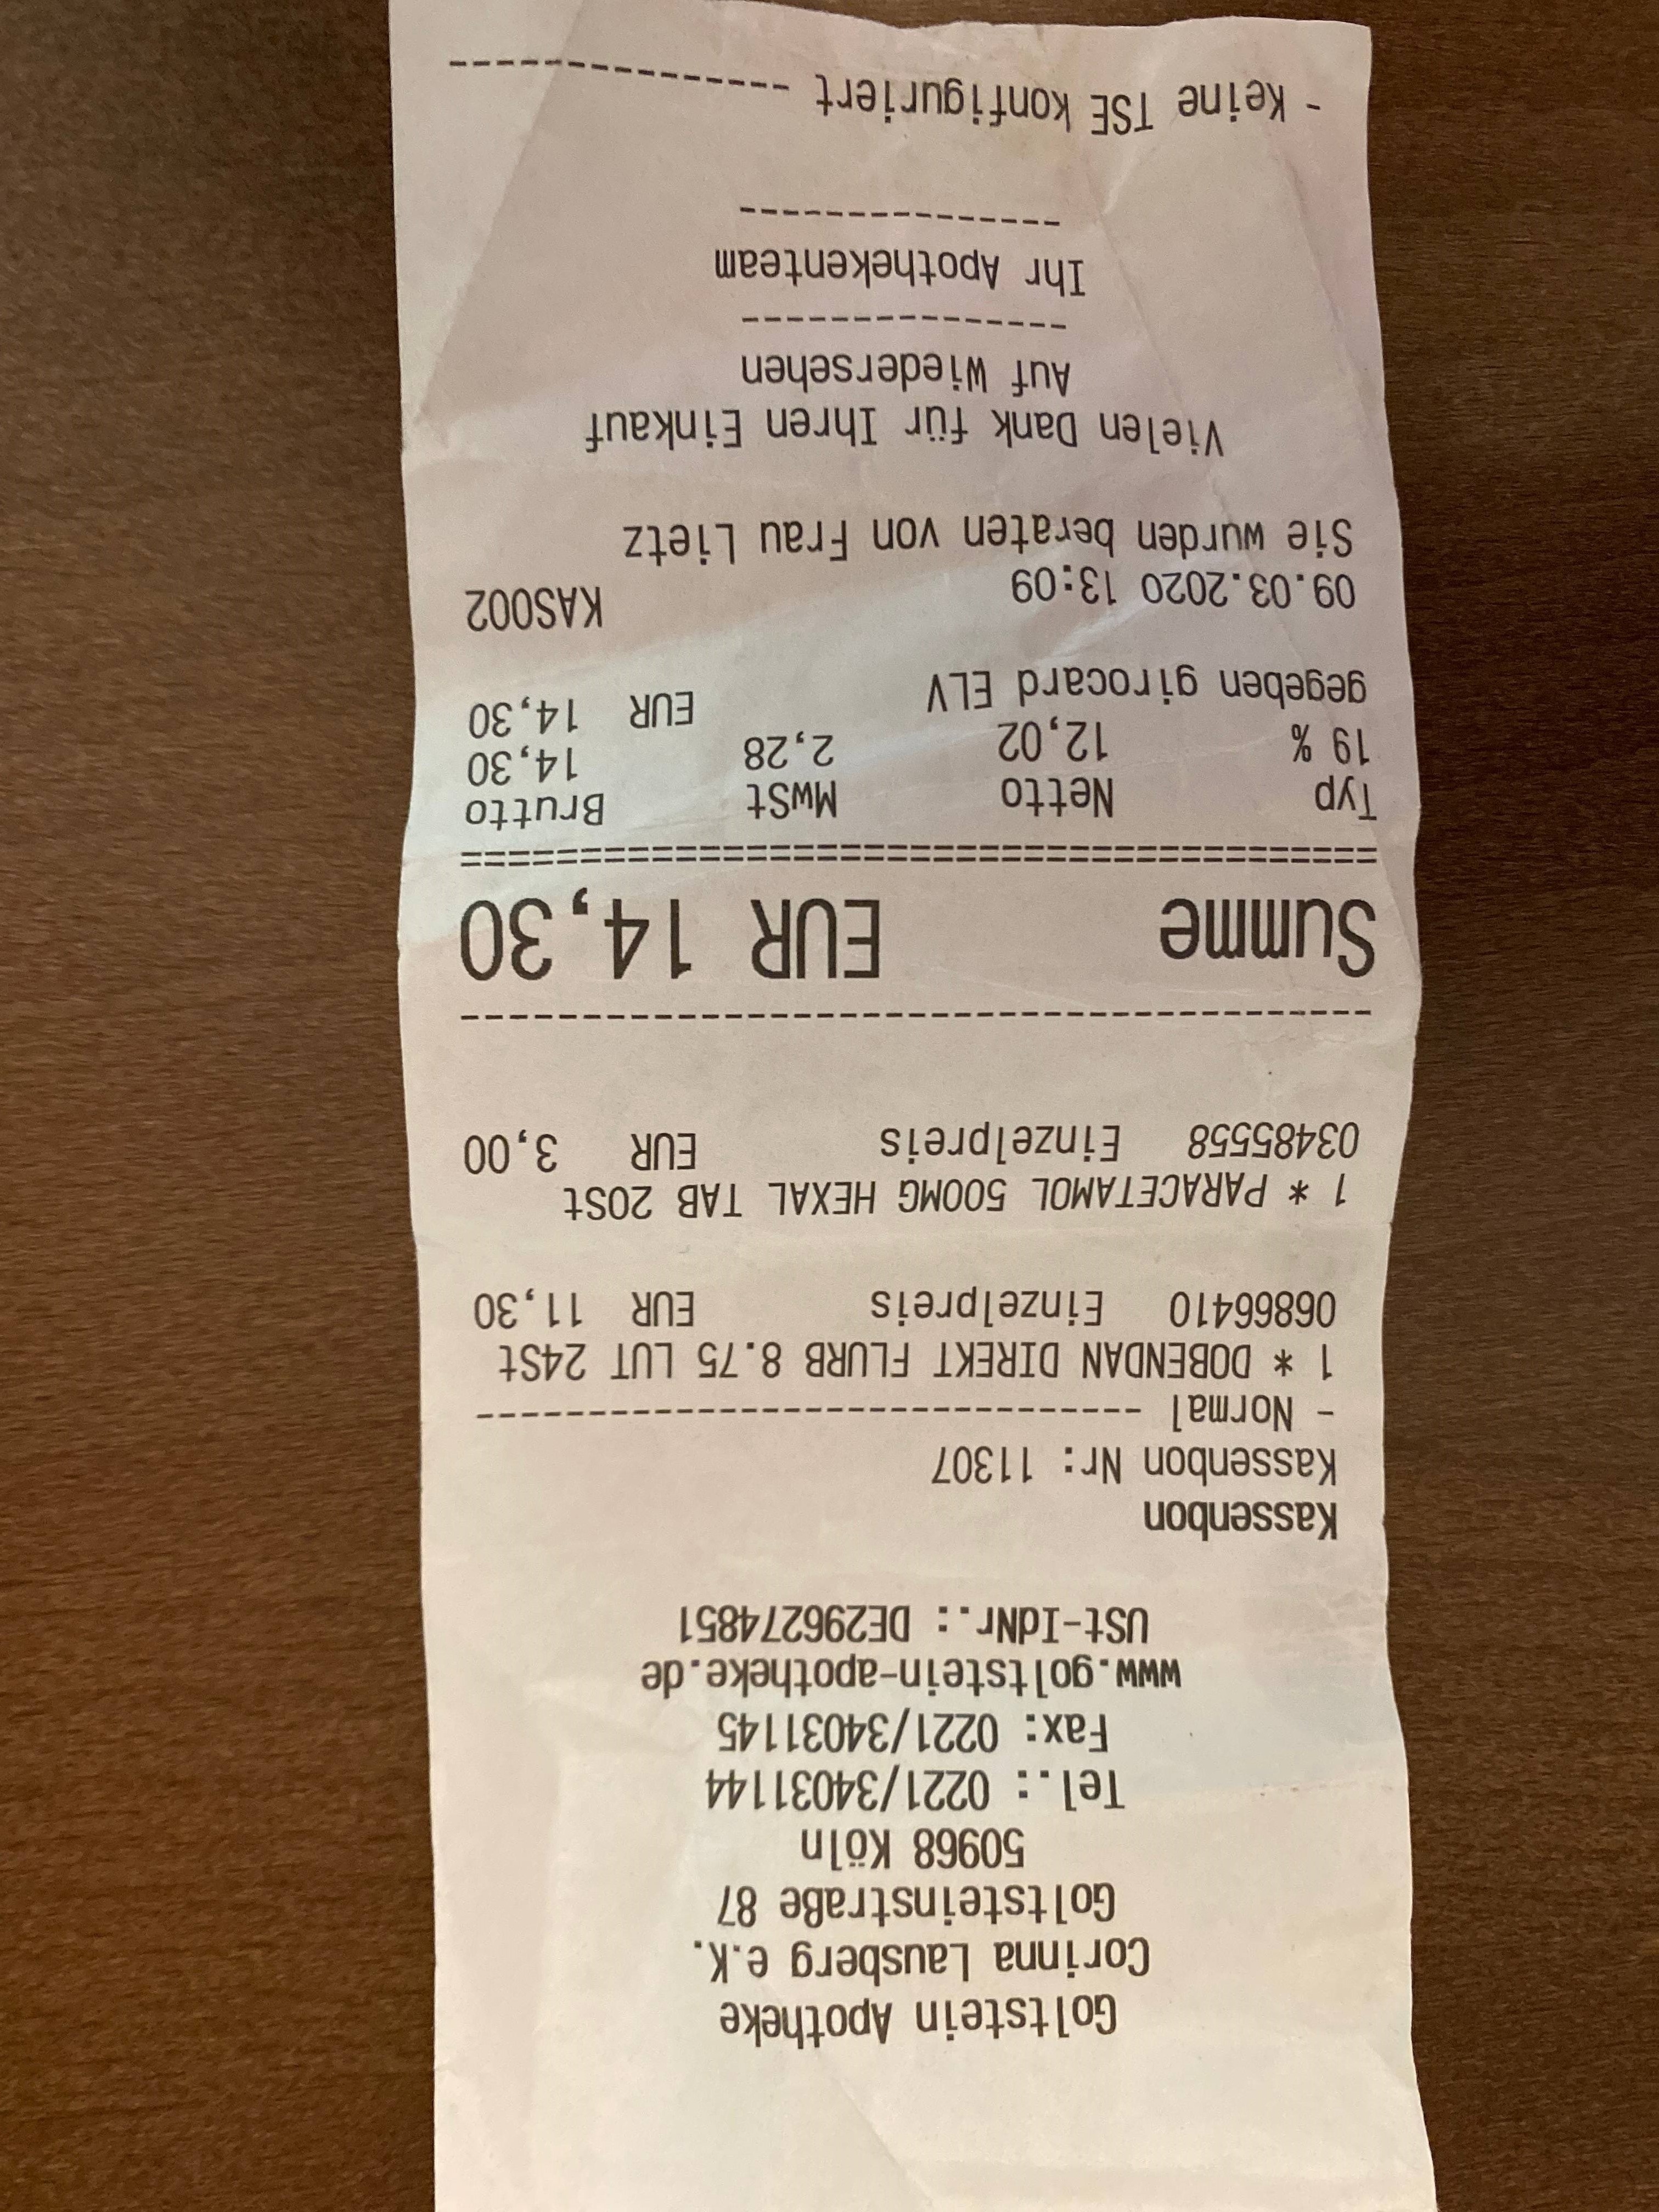 Goltstein Apotheke
Corinna Lausberg e.K.
Goltsteinstraße 87
50968 Köln
Tel.: 0221/34031144
Fax: 0221/34031145
www.goltstein-apotheke.de
USt-IdNr.: DE296274851
Kassenbon
Kassenbon Nr: 11307
- Normal --------------------------------
1 * DOBENDAN DIREKT FLURB 8.75 LUT 24St
06866410 Einzelpreis EUR 11,30
1 * PARACETAMOL 500MG HEXAL TAB 20St
03485558 Einzelpreis EUR 3,00
----------------------------------------
Summe EUR 14,30
========================================
Typ Netto MwSt Brutto
19 % 12,02 2,28 14,30
gegeben girocard ELV EUR 14,30
09.03.2020 13:09 KAS002
Sie wurden beraten von Frau Lietz
Vielen Dank für Ihren Einkauf
Auf Wiedersehen
---------------
Ihr Apothekenteam
---------------
- Keine TSE konfiguriert ---------------